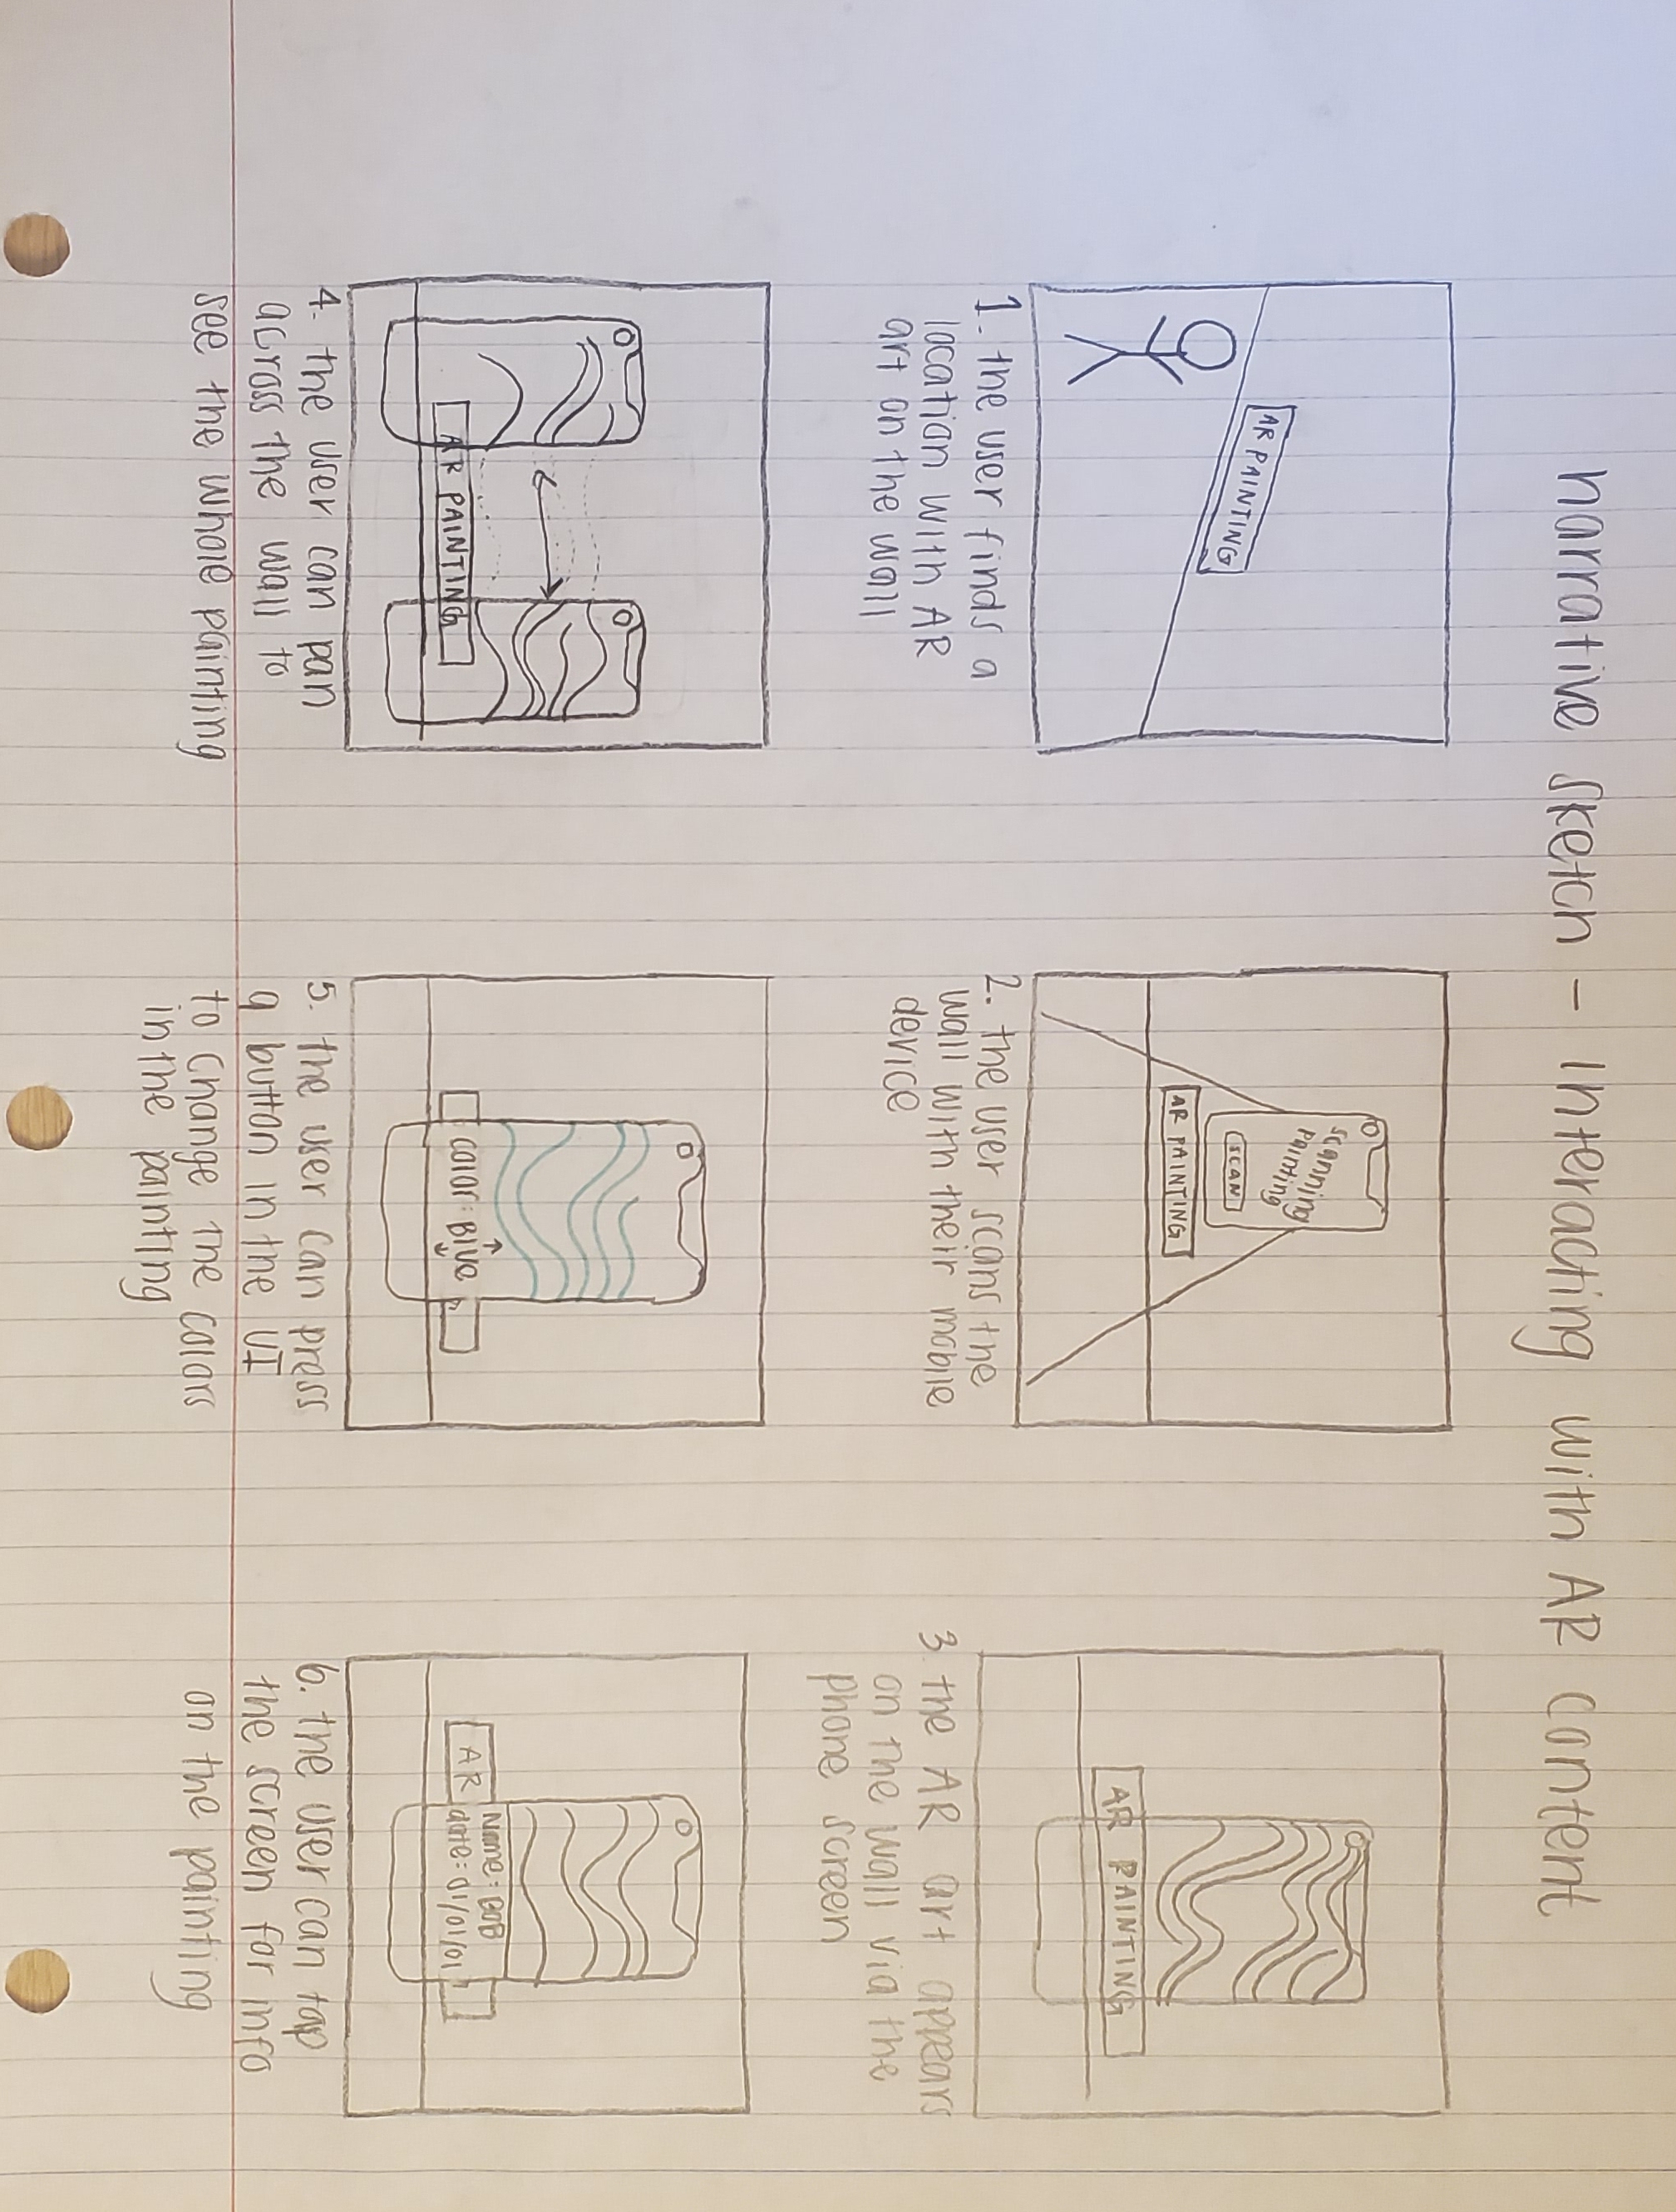 narrative sketch - Interacting with AR content
AR PAINTING
1. the user finds a
location with AR
art on the wall
scanning
painting
SCAN
AR PAINTING
2. the user scans the
wall with their mobile
device
AR PAINTING
3. the AR art appears
on the wall via the
phone screen
AR PAINTING
4. the user can pan
across the wall to
see the whole painting
color: Blue
5. the user can press
a button in the UI
to change the colors
in the painting
AR
Name: BOB
date: 01/01/01
6. the user can tap
the screen for info
on the painting